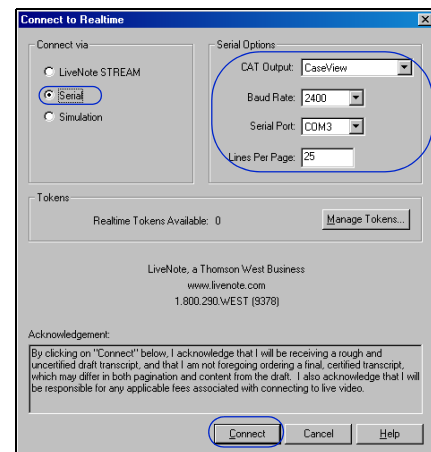 Connect to Realtime
Connect via
LiveNote STREAM
Serial
Simulation
Serial Options
CAT Output: CaseView
Baud Rate: 2400
Serial Port: COM3
Lines Per Page: 25
Tokens
Realtime Tokens Available: 0
Manage Tokens...
LiveNote, a Thomson West Business
www.livenote.com
1.800.290.WEST (9378)
Acknowledgement:
By clicking on "Connect" below, I acknowledge that I will be receiving a rough and
uncertified draft transcript, and that I am not foregoing ordering a final, certified transcript,
which may differ in both pagination and content from the draft. I also acknowledge that I will
be responsible for any applicable fees associated with connecting to live video.
Connect Cancel Help